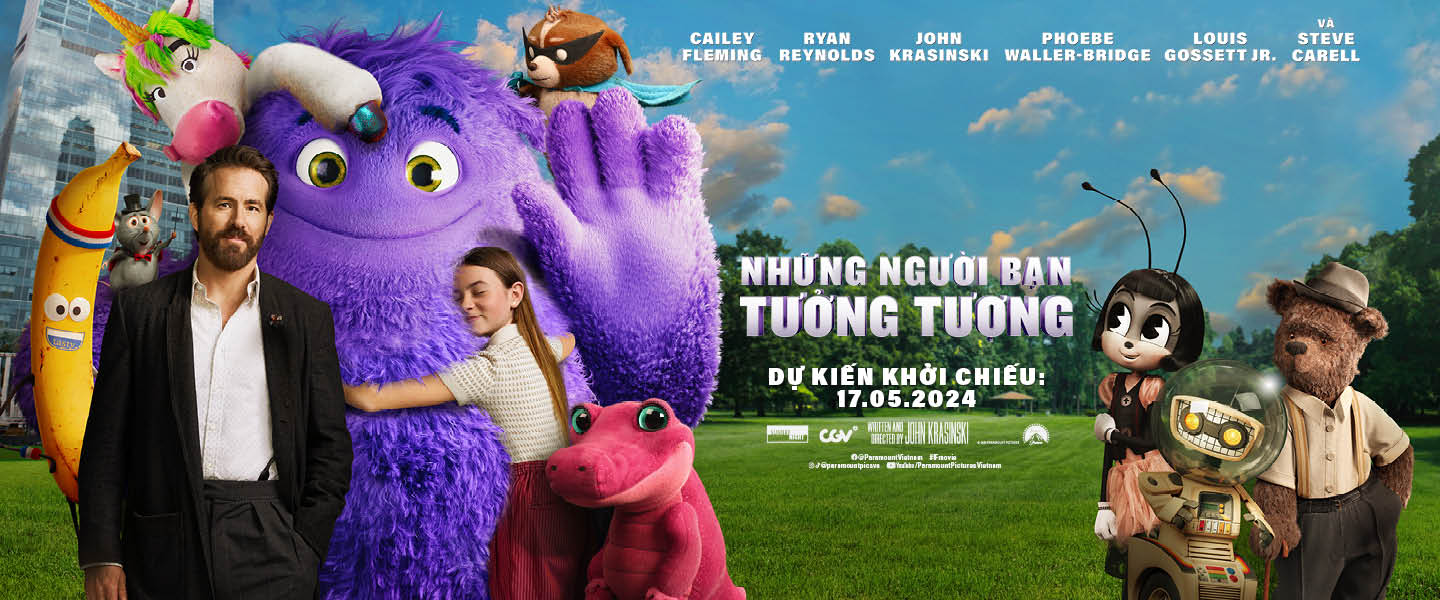 CAILEY FLEMING
RYAN REYNOLDS
JOHN KRASINSKI
PHOEBE WALLER-BRIDGE
LOUIS GOSSETT JR.
VÀ STEVE CARELL
NHỮNG NGƯỜI BẠN
TƯỞNG TƯỢNG
DỰ KIẾN KHỞI CHIẾU:
17.05.2024
CGV
WRITTEN AND DIRECTED BY JOHN KRASINSKI
@ParamountVietnam #Fmovie
@paramountpicsvn Youtube/ParamountPicturesVietnam
tasty